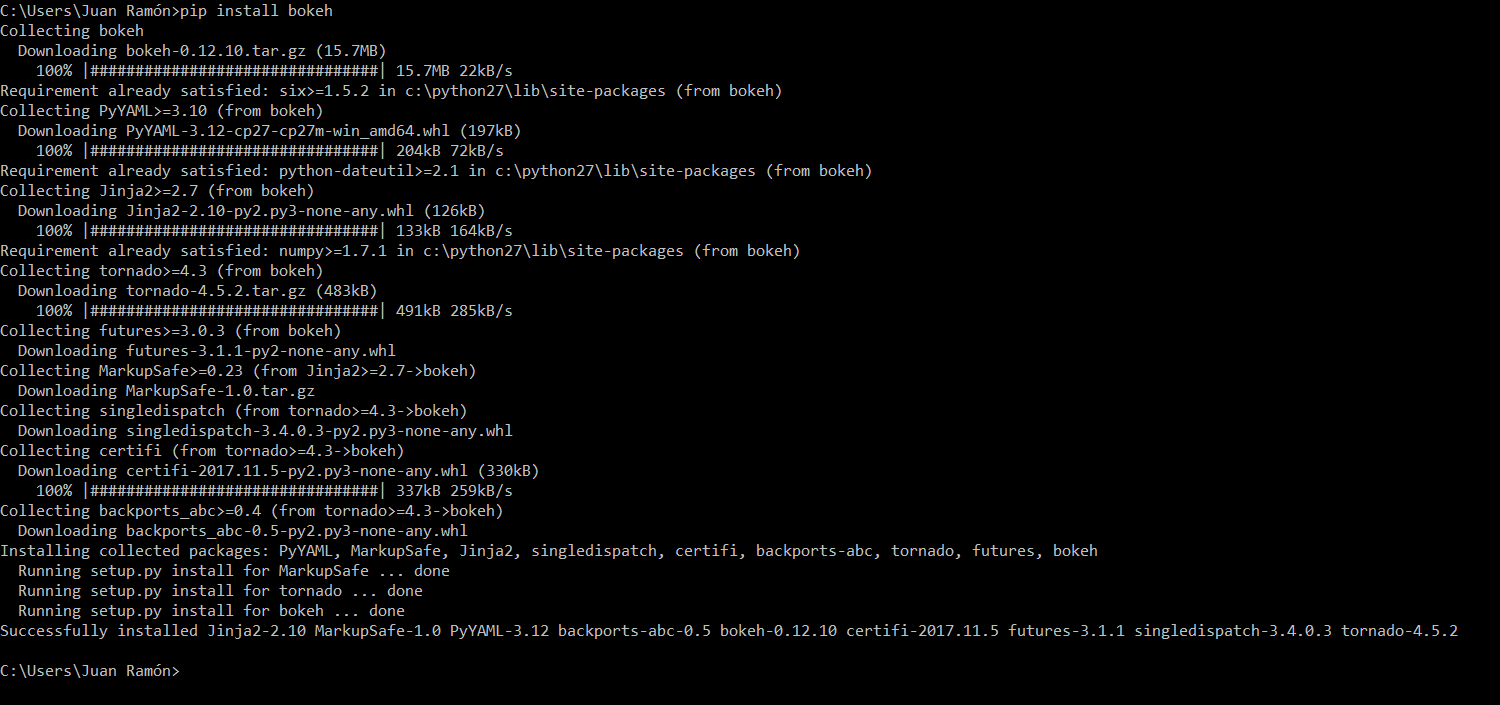 C:\Users\Juan Ramón>pip install bokeh
Collecting bokeh
  Downloading bokeh-0.12.10.tar.gz (15.7MB)
    100% |################################| 15.7MB 22kB/s
Requirement already satisfied: six>=1.5.2 in c:\python27\lib\site-packages (from bokeh)
Collecting PyYAML>=3.10 (from bokeh)
  Downloading PyYAML-3.12-cp27-cp27m-win_amd64.whl (197kB)
    100% |################################| 204kB 72kB/s
Requirement already satisfied: python-dateutil>=2.1 in c:\python27\lib\site-packages (from bokeh)
Collecting Jinja2>=2.7 (from bokeh)
  Downloading Jinja2-2.10-py2.py3-none-any.whl (126kB)
    100% |################################| 133kB 164kB/s
Requirement already satisfied: numpy>=1.7.1 in c:\python27\lib\site-packages (from bokeh)
Collecting tornado>=4.3 (from bokeh)
  Downloading tornado-4.5.2.tar.gz (483kB)
    100% |################################| 491kB 285kB/s
Collecting futures>=3.0.3 (from bokeh)
  Downloading futures-3.1.1-py2-none-any.whl
Collecting MarkupSafe>=0.23 (from Jinja2>=2.7->bokeh)
  Downloading MarkupSafe-1.0.tar.gz
Collecting singledispatch (from tornado>=4.3->bokeh)
  Downloading singledispatch-3.4.0.3-py2.py3-none-any.whl
Collecting certifi (from tornado>=4.3->bokeh)
  Downloading certifi-2017.11.5-py2.py3-none-any.whl (330kB)
    100% |################################| 337kB 259kB/s
Collecting backports_abc>=0.4 (from tornado>=4.3->bokeh)
  Downloading backports_abc-0.5-py2.py3-none-any.whl
Installing collected packages: PyYAML, MarkupSafe, Jinja2, singledispatch, certifi, backports-abc, tornado, futures, bokeh
  Running setup.py install for MarkupSafe ... done
  Running setup.py install for tornado ... done
  Running setup.py install for bokeh ... done
Successfully installed Jinja2-2.10 MarkupSafe-1.0 PyYAML-3.12 backports-abc-0.5 bokeh-0.12.10 certifi-2017.11.5 futures-3.1.1 singledispatch-3.4.0.3 tornado-4.5.2
C:\Users\Juan Ramón>